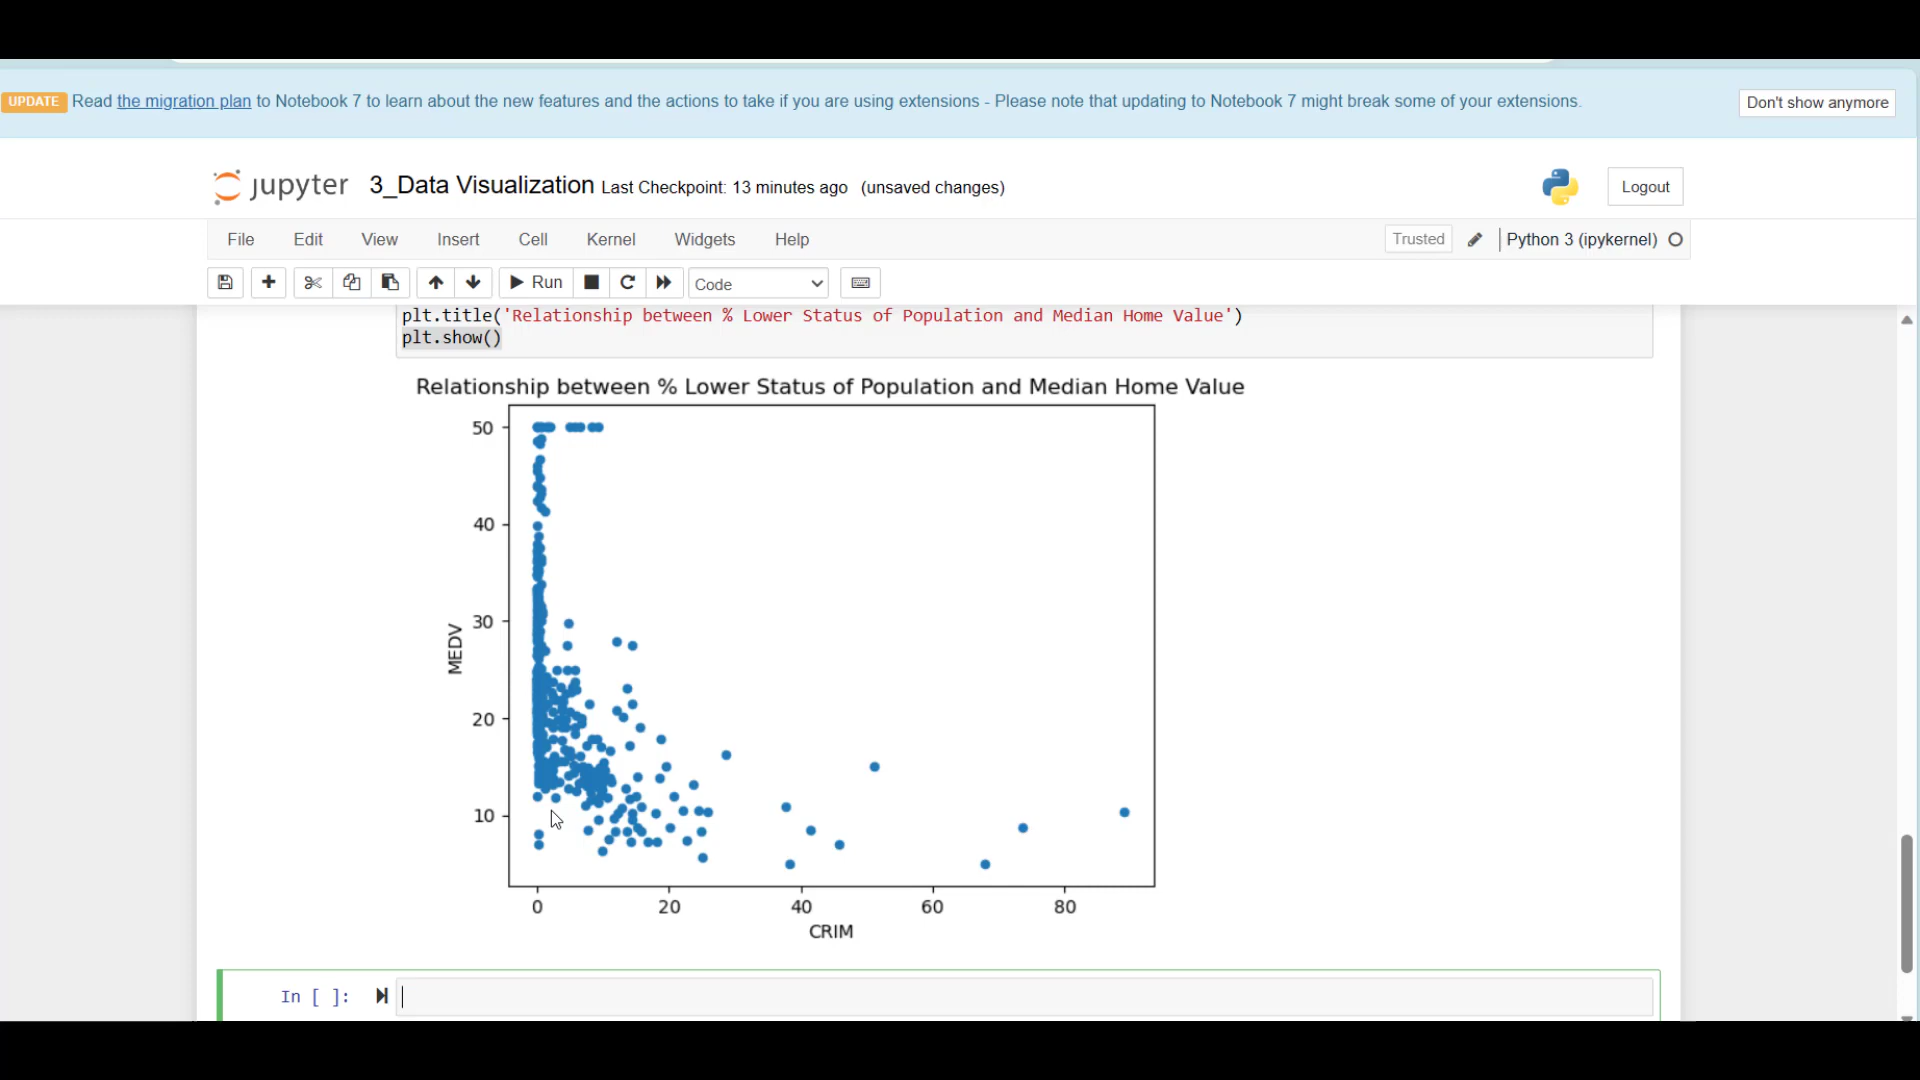 UPDATE Read the migration plan to Notebook 7 to learn about the new features and the actions to take if you are using extensions - Please note that updating to Notebook 7 might break some of your extensions. Don't show anymore
jupyter 3_Data Visualization Last Checkpoint: 13 minutes ago (unsaved changes) Logout
File Edit View Insert Cell Kernel Widgets Help Trusted Python 3 (ipykernel)
Run Code
plt.title('Relationship between % Lower Status of Population and Median Home Value')
plt.show()
Relationship between % Lower Status of Population and Median Home Value
50
40
30
MEDV
20
10
0 20 40 60 80
CRIM
In [ ]: